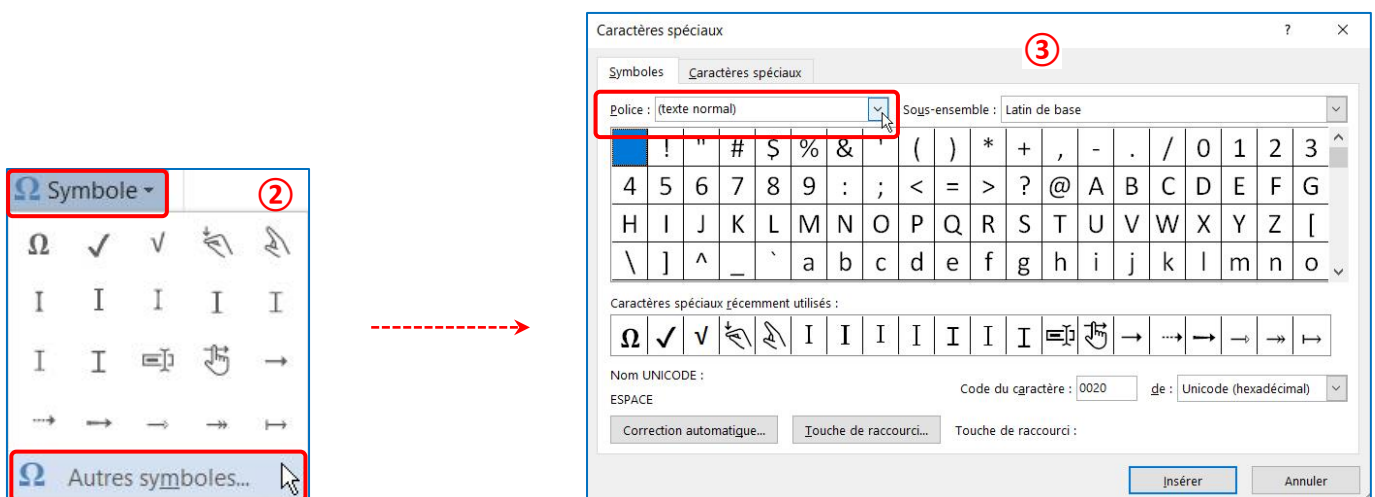 Ω Symbole ②
Ω ✓ √
I I I I I
I I →
Ω Autres symboles...
Caractères spéciaux ? ×
③
Symboles Caractères spéciaux
Police : (texte normal) Sous-ensemble : Latin de base
! " # $ % & ' ( ) * + , - . / 0 1 2 3
4 5 6 7 8 9 : ; < = > ? @ A B C D E F G
H I J K L M N O P Q R S T U V W X Y Z [
\ ] ^ _ ` a b c d e f g h i j k l m n o
Caractères spéciaux récemment utilisés :
Ω ✓ √ I I I I I I I → ⇢ → ⇾ ↠ ↦
Nom UNICODE :
ESPACE
Code du caractère : 0020 de : Unicode (hexadécimal)
Correction automatique... Touche de raccourci... Touche de raccourci :
Insérer Annuler